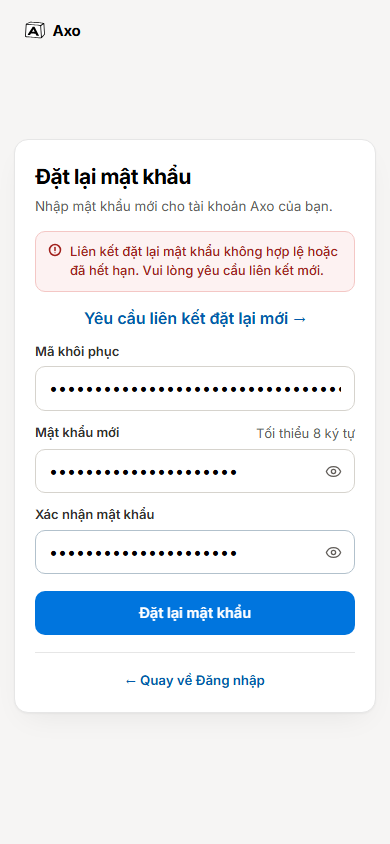 Axo
Đặt lại mật khẩu
Nhập mật khẩu mới cho tài khoản Axo của bạn.
Liên kết đặt lại mật khẩu không hợp lệ hoặc
đã hết hạn. Vui lòng yêu cầu liên kết mới.
Yêu cầu liên kết đặt lại mới →
Mã khôi phục
Mật khẩu mới
Tối thiểu 8 ký tự
Xác nhận mật khẩu
Đặt lại mật khẩu
← Quay về Đăng nhập